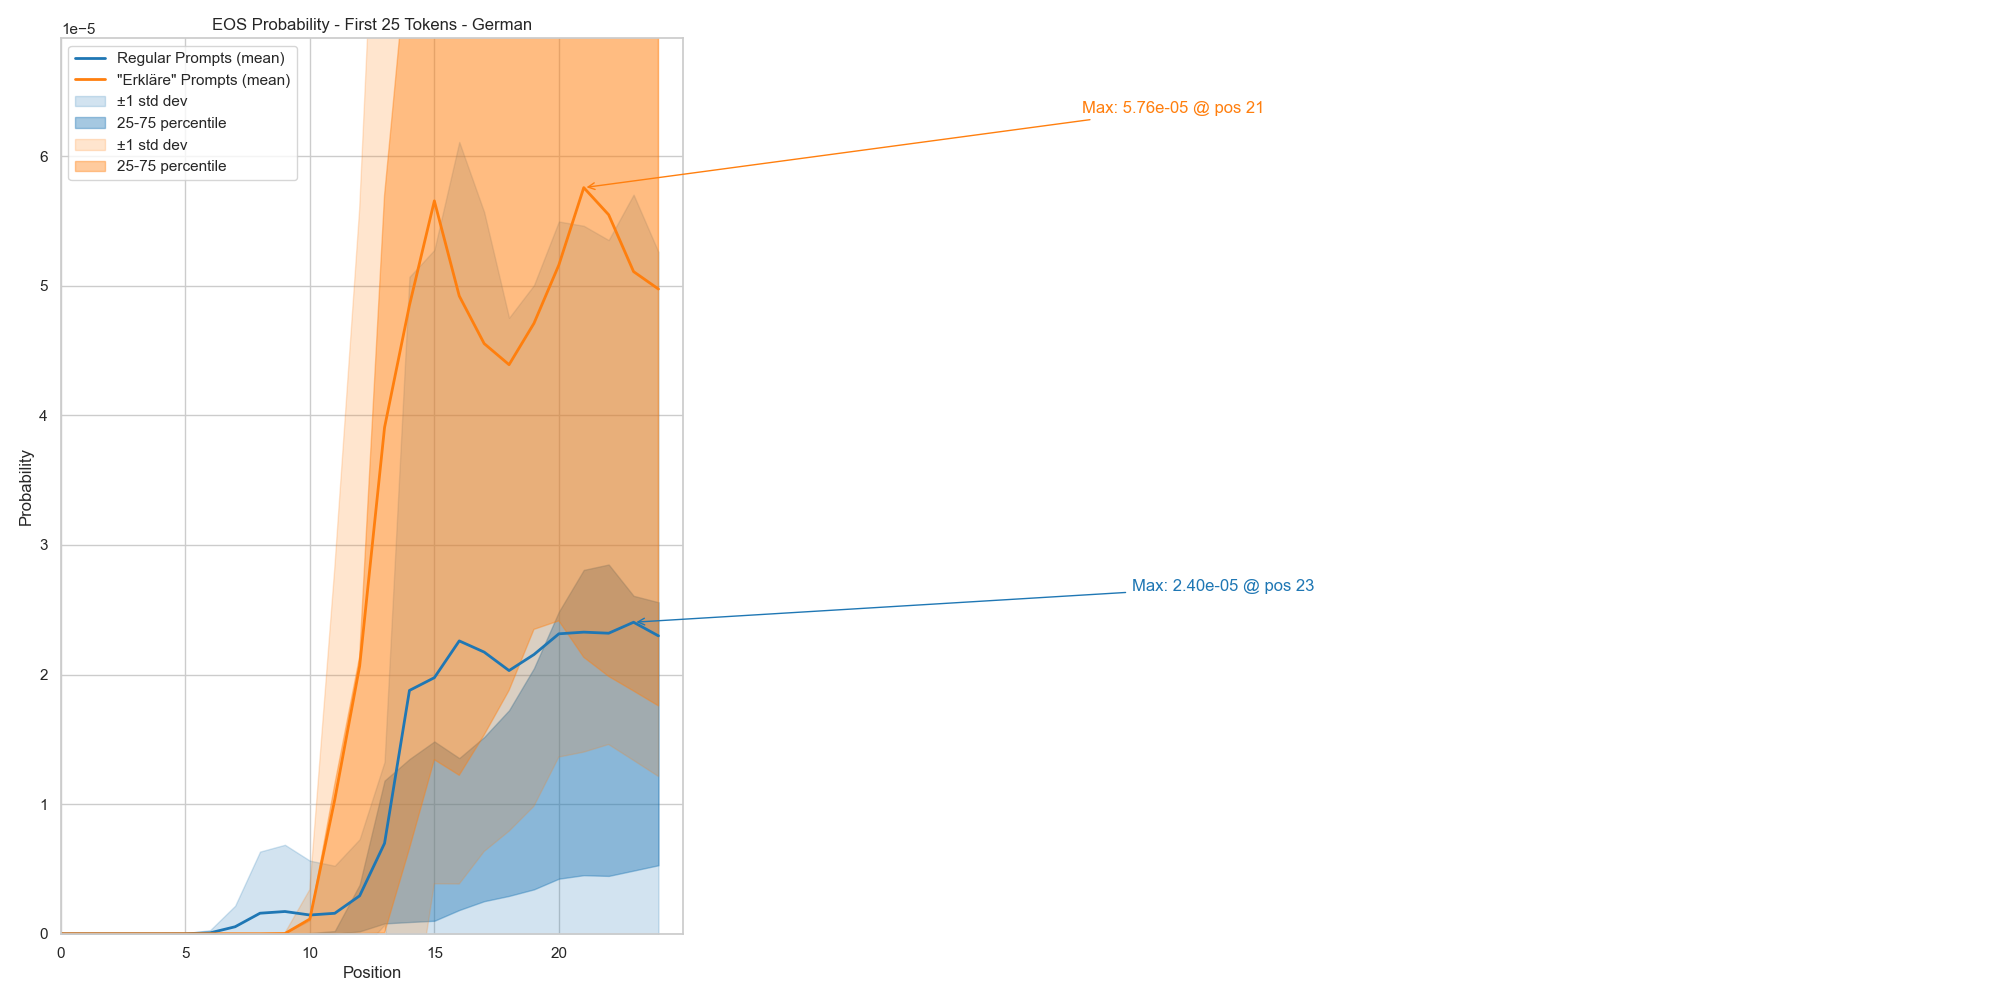 EOS Probability - First 25 Tokens - German
1e−5
Regular Prompts (mean)
"Erkläre" Prompts (mean)
±1 std dev
25-75 percentile
±1 std dev
25-75 percentile
Max: 5.76e-05 @ pos 21
Max: 2.40e-05 @ pos 23
Probability
6
5
4
3
2
1
0
0 5 10 15 20
Position